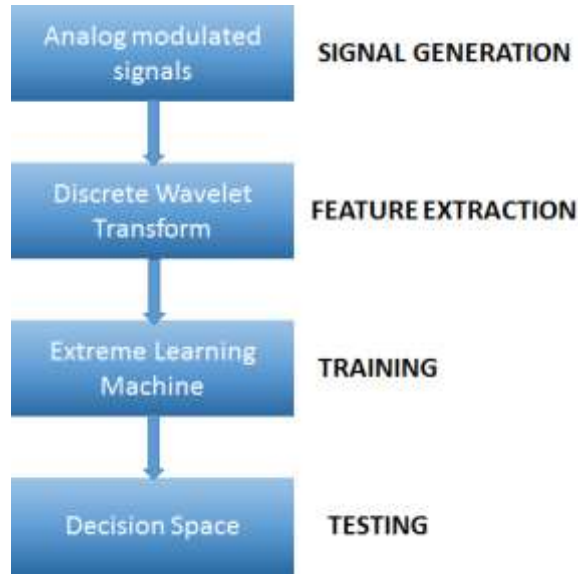 Analog modulated
signals
SIGNAL GENERATION
Discrete Wavelet
Transform
FEATURE EXTRACTION
Extreme Learning
Machine
TRAINING
Decision Space
TESTING